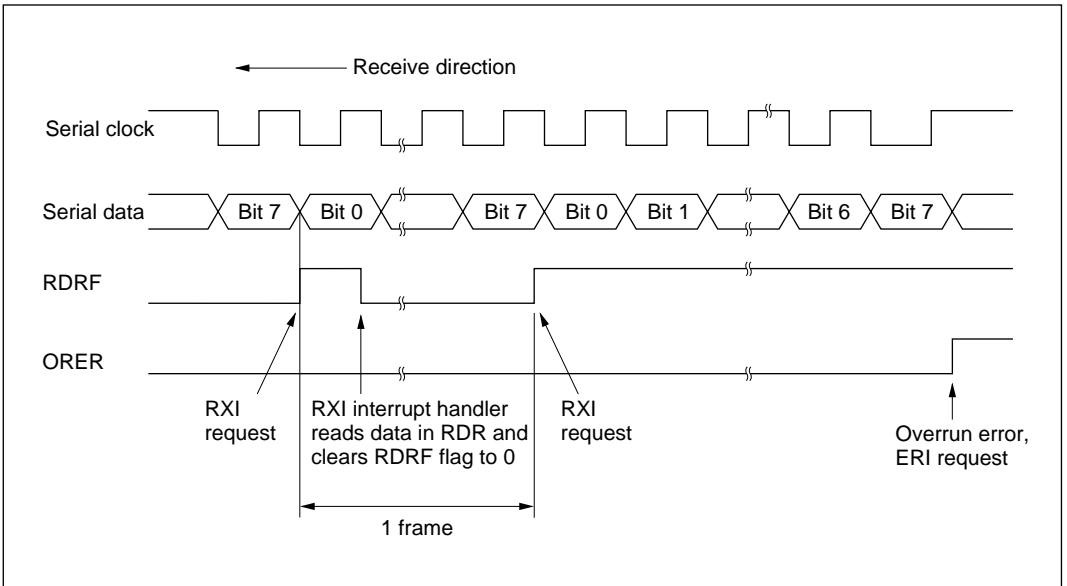 Receive direction
Serial clock
Serial data
Bit 7
Bit 0
Bit 7
Bit 0
Bit 1
Bit 6
Bit 7
RDRF
ORER
RXI
request
RXI interrupt handler
reads data in RDR and
clears RDRF flag to 0
RXI
request
Overrun error,
ERI request
1 frame